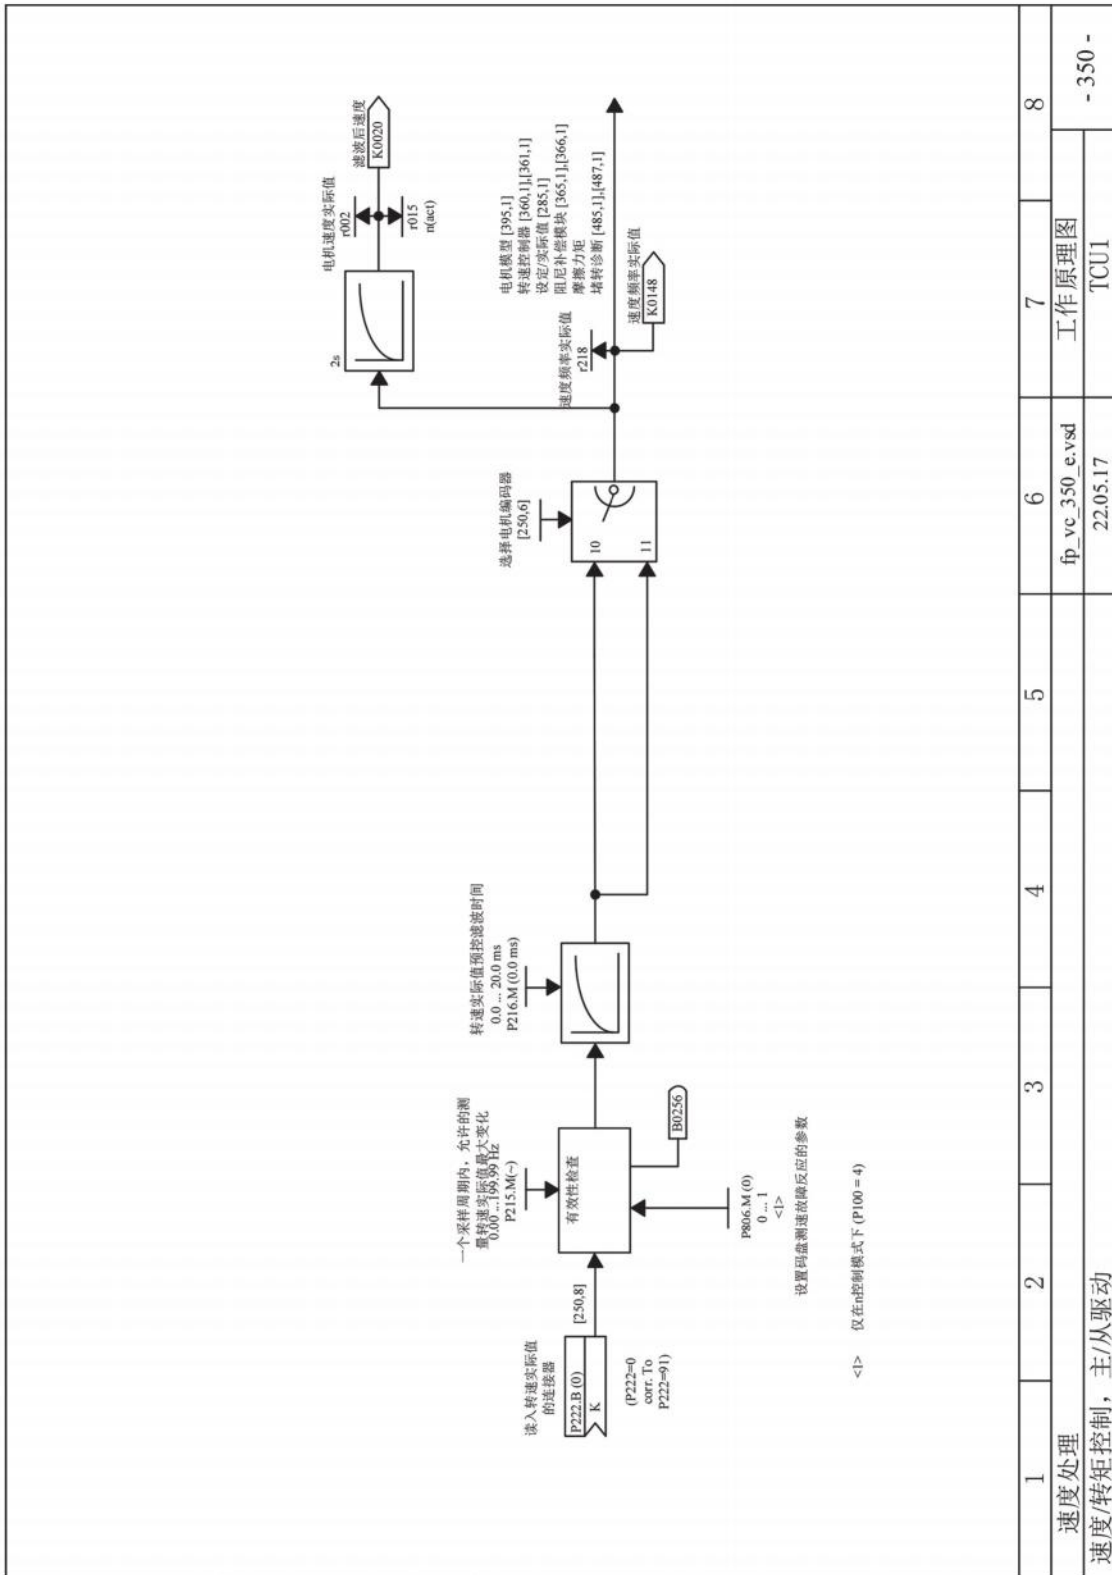 读入转速实际值
的连接器
P222.B (0)
K
(P222=0
corr. To
P222=91)
[250,8]
一个采样周期内，允许的测
量转速实际值最大变化
0.00 ...199.99 Hz
P215.M(~)
有效性检查
B0256
P806.M (0)
0 ... 1
<1>
设置码盘测速故障反应的参数
<1> 仅在n控制模式下 (P100 = 4)
转速实际值预控滤波时间
0.0 ... 20.0 ms
P216.M (0.0 ms)
选择电机编码器
[250,6]
10
11
2s
电机速度实际值
r002
r015
n(act)
滤波后速度
K0020
电机模型 [395,1]
转速控制器 [360,1],[361,1]
设定/实际值 [285,1]
阻尼补偿模块 [365,1],[366,1]
摩擦力矩
堵转诊断 [485,1],[487,1]
速度频率实际值
r218
速度频率实际值
K0148
1 2 3 4 5 6 7 8
速度处理 fp_vc_350_e.vsd 工作原理图 - 350 -
速度/转矩控制，主/从驱动 22.05.17 TCU1